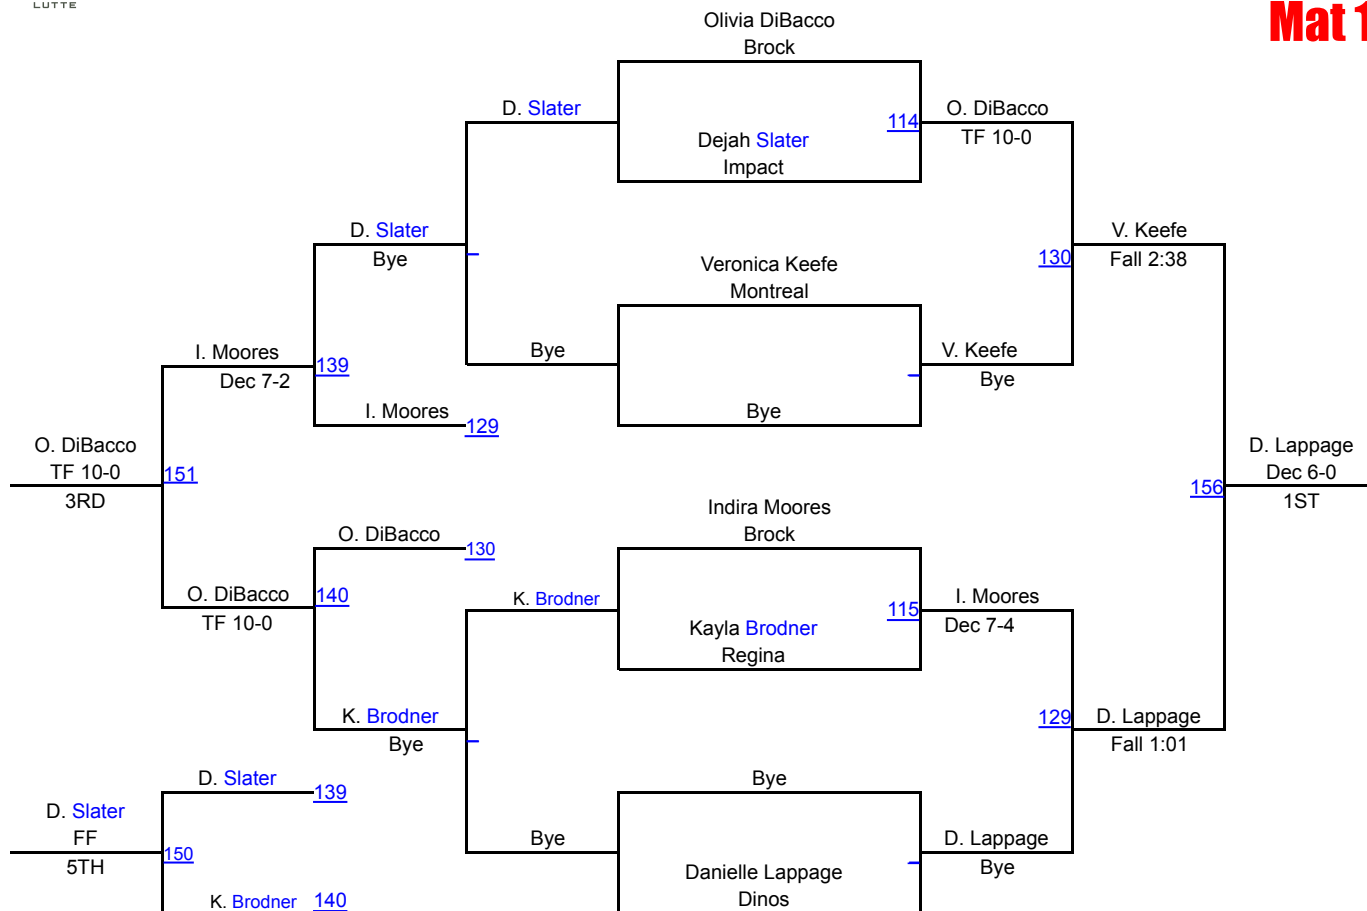 LUTTE
Mat 1
Olivia DiBacco
Brock
D. Slater
114
O. DiBacco
Dejah Slater
TF 10-0
Impact
D. Slater
V. Keefe
Bye
130
Fall 2:38
Veronica Keefe
Montreal
I. Moores
139
Bye
V. Keefe
Dec 7-2
Bye
I. Moores
129
Bye
O. DiBacco
D. Lappage
TF 10-0
151
Dec 6-0
3RD
156
1ST
Indira Moores
O. DiBacco
130
Brock
O. DiBacco
140
K. Brodner
115
I. Moores
TF 10-0
Kayla Brodner
Dec 7-4
Regina
K. Brodner
129
D. Lappage
Bye
Fall 1:01
D. Slater
139
Bye
D. Slater
FF
150
Bye
D. Lappage
5TH
Danielle Lappage
Bye
K. Brodner
140
Dinos